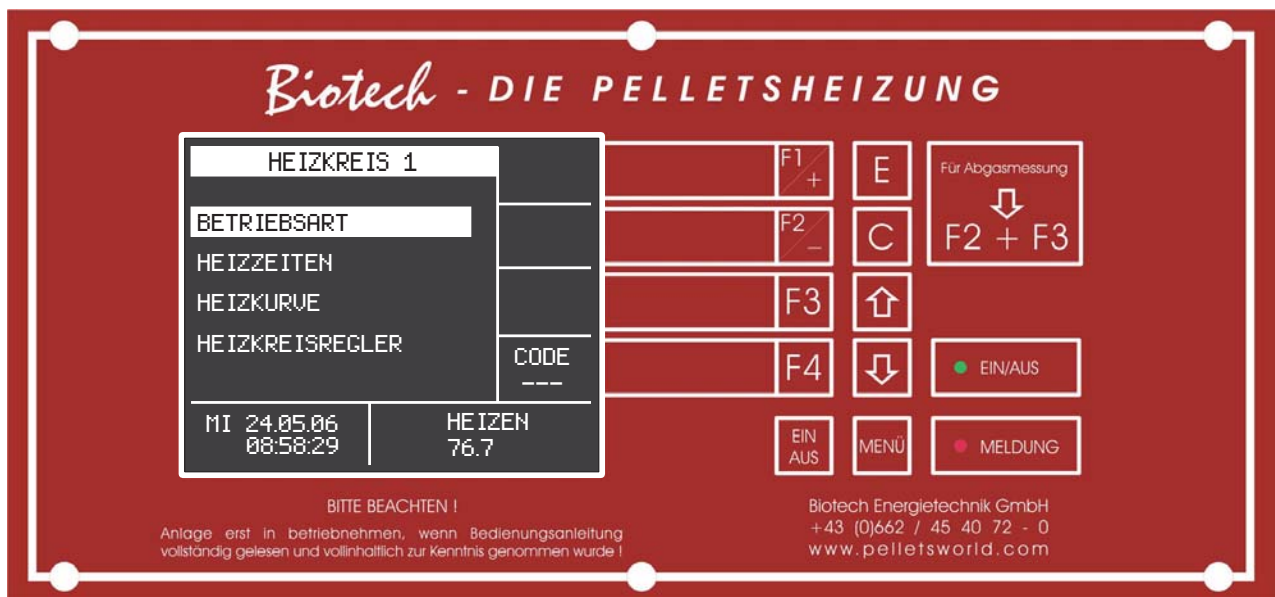 Biotech - DIE PELLETSHEIZUNG
HEIZKREIS 1
BETRIEBSART
HEIZZEITEN
HEIZKURVE
HEIZKREISREGLER
CODE
---
MI 24.05.06
08:58:29
HEIZEN
76.7
F1
+
E
F2
-
C
F3
F4
EIN
AUS
MENÜ
Für Abgasmessung
F2 + F3
EIN/AUS
MELDUNG
BITTE BEACHTEN !
Anlage erst in betriebnehmen, wenn Bedienungsanleitung
vollständig gelesen und vollinhaltlich zur Kenntnis genommen wurde !
Biotech Energietechnik GmbH
+43 (0)662 / 45 40 72 - 0
www.pelletsworld.com